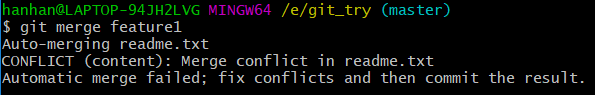 hanhan@LAPTOP-94JH2LVG MINGW64 /e/git_try (master)
$ git merge feature1
Auto-merging readme.txt
CONFLICT (content): Merge conflict in readme.txt
Automatic merge failed; fix conflicts and then commit the result.